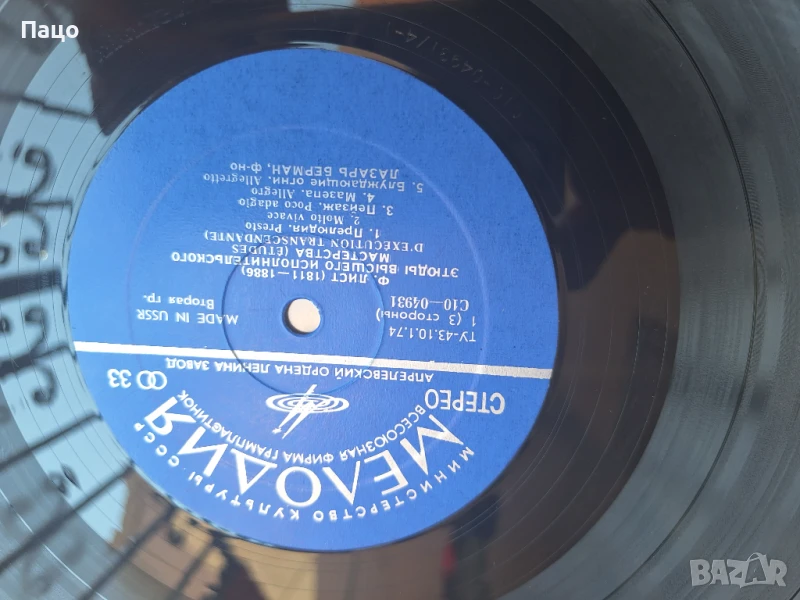 Пацо
МИНИСТЕРСТВО КУЛЬТУРЫ СССР
МЕЛОДИЯ
ВСЕСОЮЗНАЯ ФИРМА ГРАМПЛАСТИНОК
СТЕРЕО
33
АПРЕЛЕВСКИЙ ОРДЕНА ЛЕНИНА ЗАВОД
ТУ-43.10.1.74
MADE IN USSR
1 (3 стороны)
Вторая гр.
С10—04931
Ф. ЛИСТ (1811—1886)
ЭТЮДЫ ВЫСШЕГО ИСПОЛНИТЕЛЬСКОГО
МАСТЕРСТВА (ETUDES
D'EXECUTION TRANSCENDANTE)
1. Прелюдия. Presto
2. Molto vivace
3. Пейзаж. Poco adagio
4. Мазепа. Allegro
5. Блуждающие огни. Allegretto
ЛАЗАРЬ БЕРМАН, ф-но
BAZAR